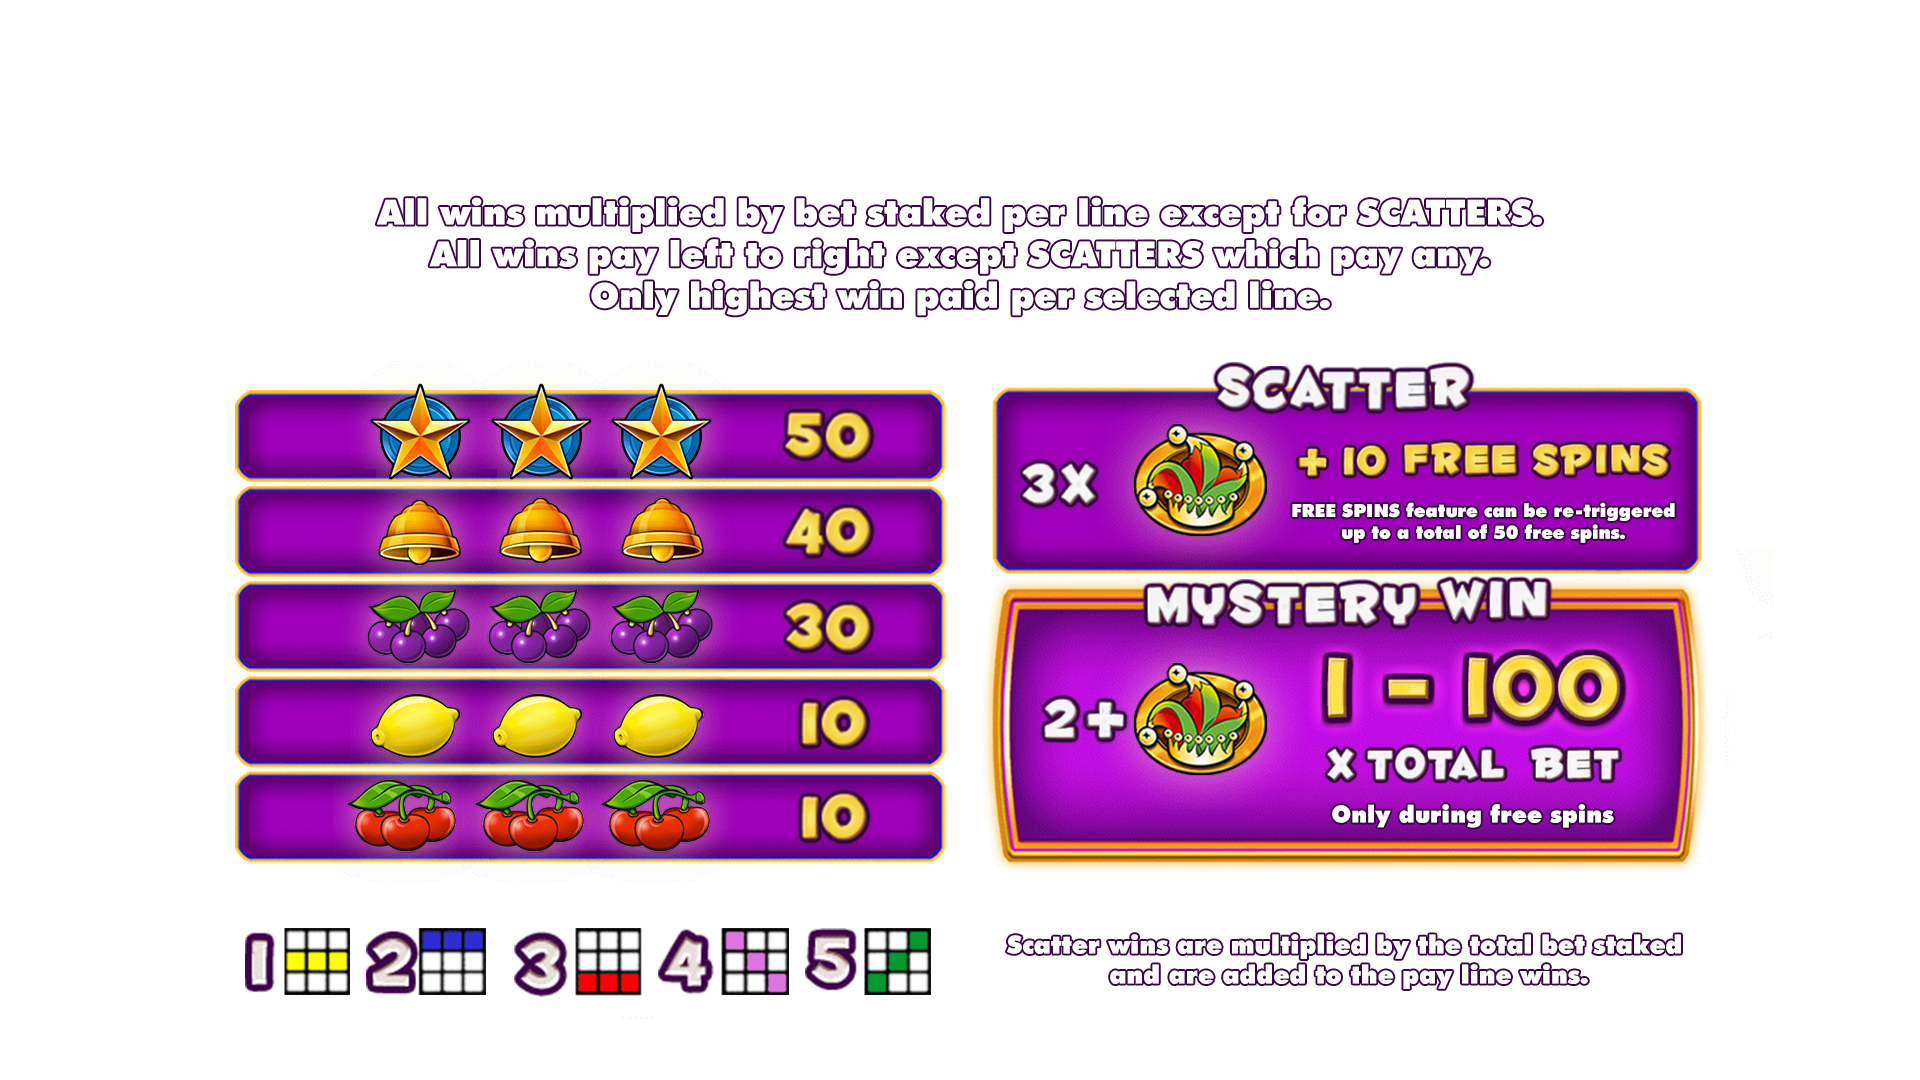 All wins multiplied by bet staked per line except for SCATTERS.
All wins pay left to right except SCATTERS which pay any.
Only highest win paid per selected line.
50
40
30
10
10
SCATTER
3X
+ 10 FREE SPINS
FREE SPINS feature can be re-triggered
up to a total of 50 free spins.
MYSTERY WIN
2+
1 - 100
X TOTAL BET
Only during free spins
1 2 3 4 5
Scatter wins are multiplied by the total bet staked
and are added to the pay line wins.